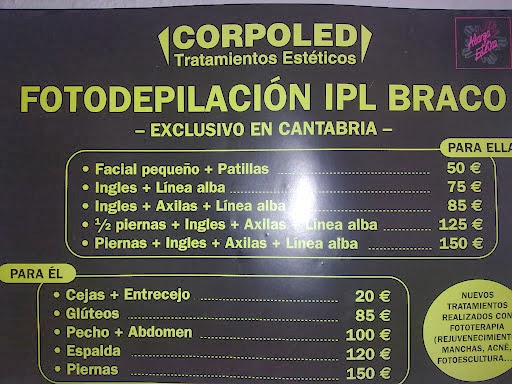 CORPOLED
Tratamientos Estéticos
FOTODEPILACIÓN IPL BRACO
– EXCLUSIVO EN CANTABRIA –
PARA ELLA
• Facial pequeño + Patillas 50 €
• Ingles + Línea alba 75 €
• Ingles + Axilas + Línea alba 85 €
• ½ piernas + Ingles + Axilas + Línea alba 125 €
• Piernas + Ingles + Axilas + Línea alba 150 €
PARA ÉL
• Cejas + Entrecejo 20 €
• Glúteos 85 €
• Pecho + Abdomen 100 €
• Espalda 120 €
• Piernas 150 €
NUEVOS
TRATAMIENTOS
REALIZADOS CON
FOTOTERAPIA
(REJUVENECIMIENT
MANCHAS, ACNÉ,
FOTOESCULTURA...)